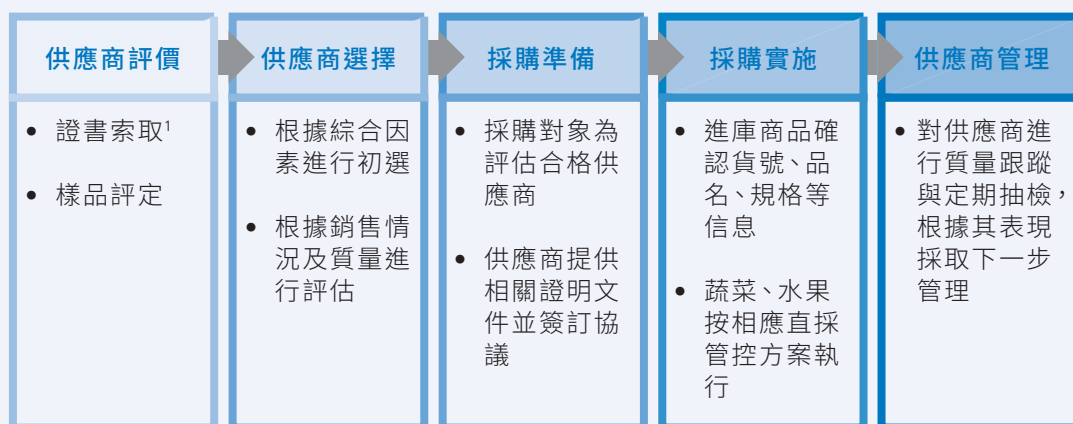 供應商評價
證書索取¹
樣品評定
供應商選擇
根據綜合因
素進行初選
根據銷售情
況及質量進
行評估
採購準備
採購對象為
評估合格供
應商
供應商提供
相關證明文
件並簽訂協
議
採購實施
進庫商品確
認貨號、品
名、規格等
信息
蔬菜、水果
按相應直採
管控方案執
行
供應商管理
對供應商進
行質量跟蹤
與定期抽檢，
根據其表現
採取下一步
管理